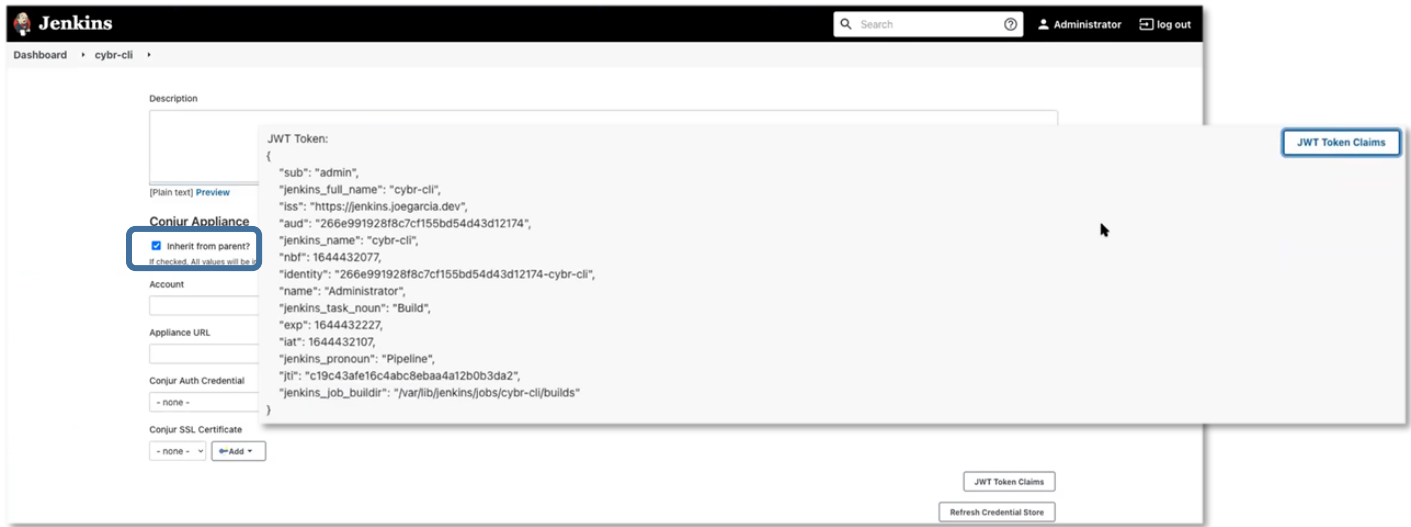 Jenkins
Search
Administrator
log out
Dashboard
cybr-cli
Description
[Plain text] Preview
Conjur Appliance
Inherit from parent?
If checked, All values will be
Account
Appliance URL
Conjur Auth Credential
- none -
Conjur SSL Certificate
- none -
Add
JWT Token Claims
Refresh Credential Store
JWT Token:
{
"sub": "admin",
"jenkins_full_name": "cybr-cli",
"iss": "https://jenkins.joegarcia.dev",
"aud": "266e991928f8c7cf155bd54d43d12174",
"jenkins_name": "cybr-cli",
"nbf": 1644432077,
"identity": "266e991928f8c7cf155bd54d43d12174-cybr-cli",
"name": "Administrator",
"jenkins_task_noun": "Build",
"exp": 1644432227,
"iat": 1644432107,
"jenkins_pronoun": "Pipeline",
"jti": "c19c43afe16c4abc8ebaa4a12b0b3da2",
"jenkins_job_buildir": "/var/lib/jenkins/jobs/cybr-cli/builds"
}
JWT Token Claims